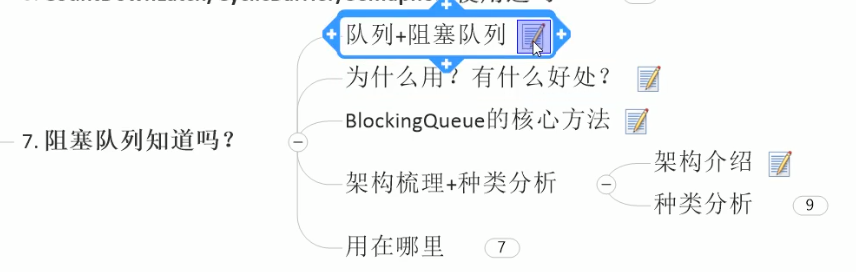 队列+阻塞队列
为什么用？有什么好处？
7. 阻塞队列知道吗？
BlockingQueue的核心方法
架构梳理+种类分析
架构介绍
种类分析
9
用在哪里
7